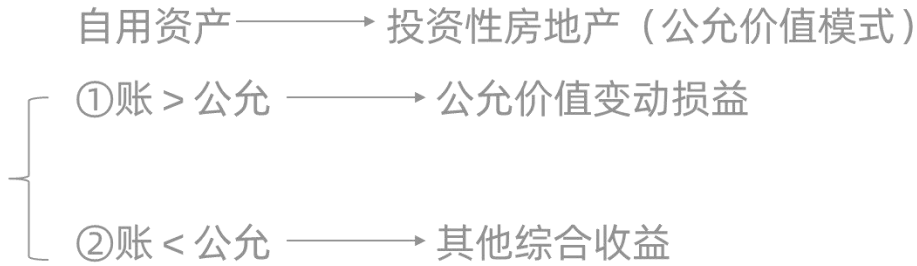 自用资产 → 投资性房地产（公允价值模式）
①账 > 公允 → 公允价值变动损益
②账 < 公允 → 其他综合收益